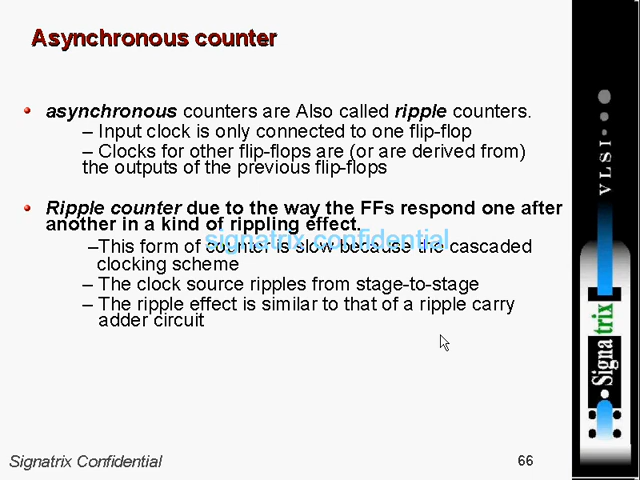 Asynchronous counter
asynchronous counters are Also called ripple counters.
– Input clock is only connected to one flip-flop
– Clocks for other flip-flops are (or are derived from)
the outputs of the previous flip-flops
Ripple counter due to the way the FFs respond one after
another in a kind of rippling effect.
signatrix confidential
–This form of counter is slow because the cascaded
clocking scheme
– The clock source ripples from stage-to-stage
– The ripple effect is similar to that of a ripple carry
adder circuit
Signatrix Confidential
66
VLSI
Signatrix